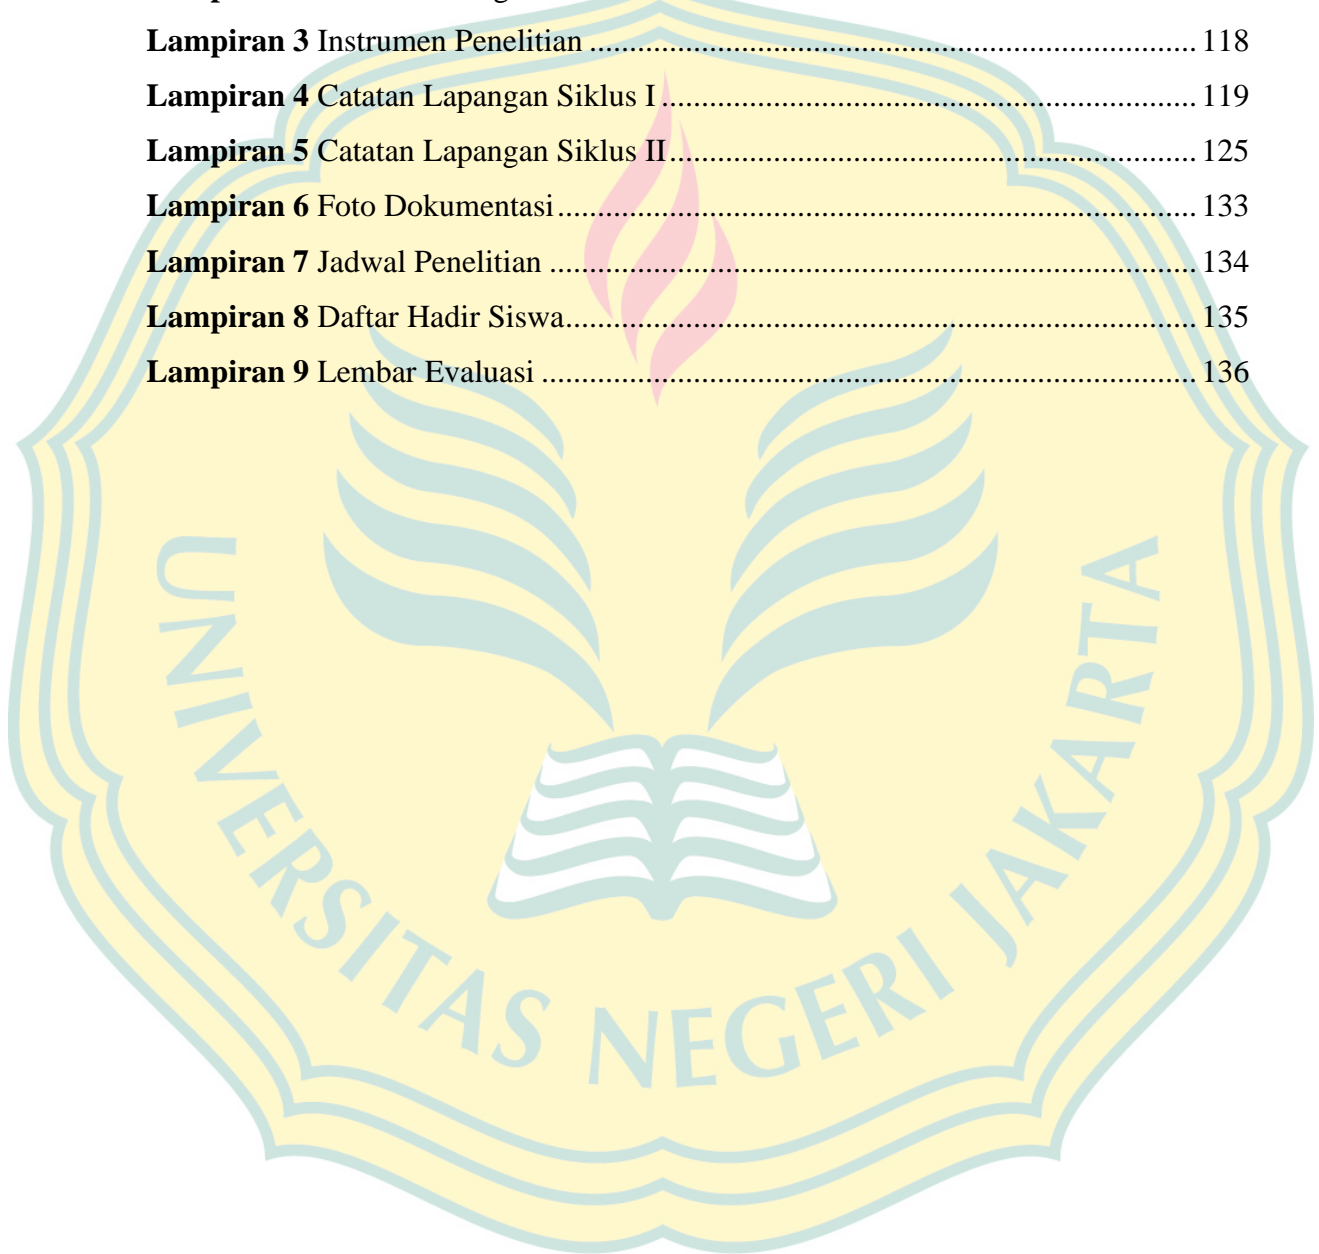 Lampiran 3 Instrumen Penelitian ........................................................................... 118
Lampiran 4 Catatan Lapangan Siklus I .................................................................. 119
Lampiran 5 Catatan Lapangan Siklus II ................................................................. 125
Lampiran 6 Foto Dokumentasi ............................................................................... 133
Lampiran 7 Jadwal Penelitian ................................................................................ 134
Lampiran 8 Daftar Hadir Siswa .............................................................................. 135
Lampiran 9 Lembar Evaluasi ................................................................................. 136
UNIVERSITAS NEGERI JAKARTA